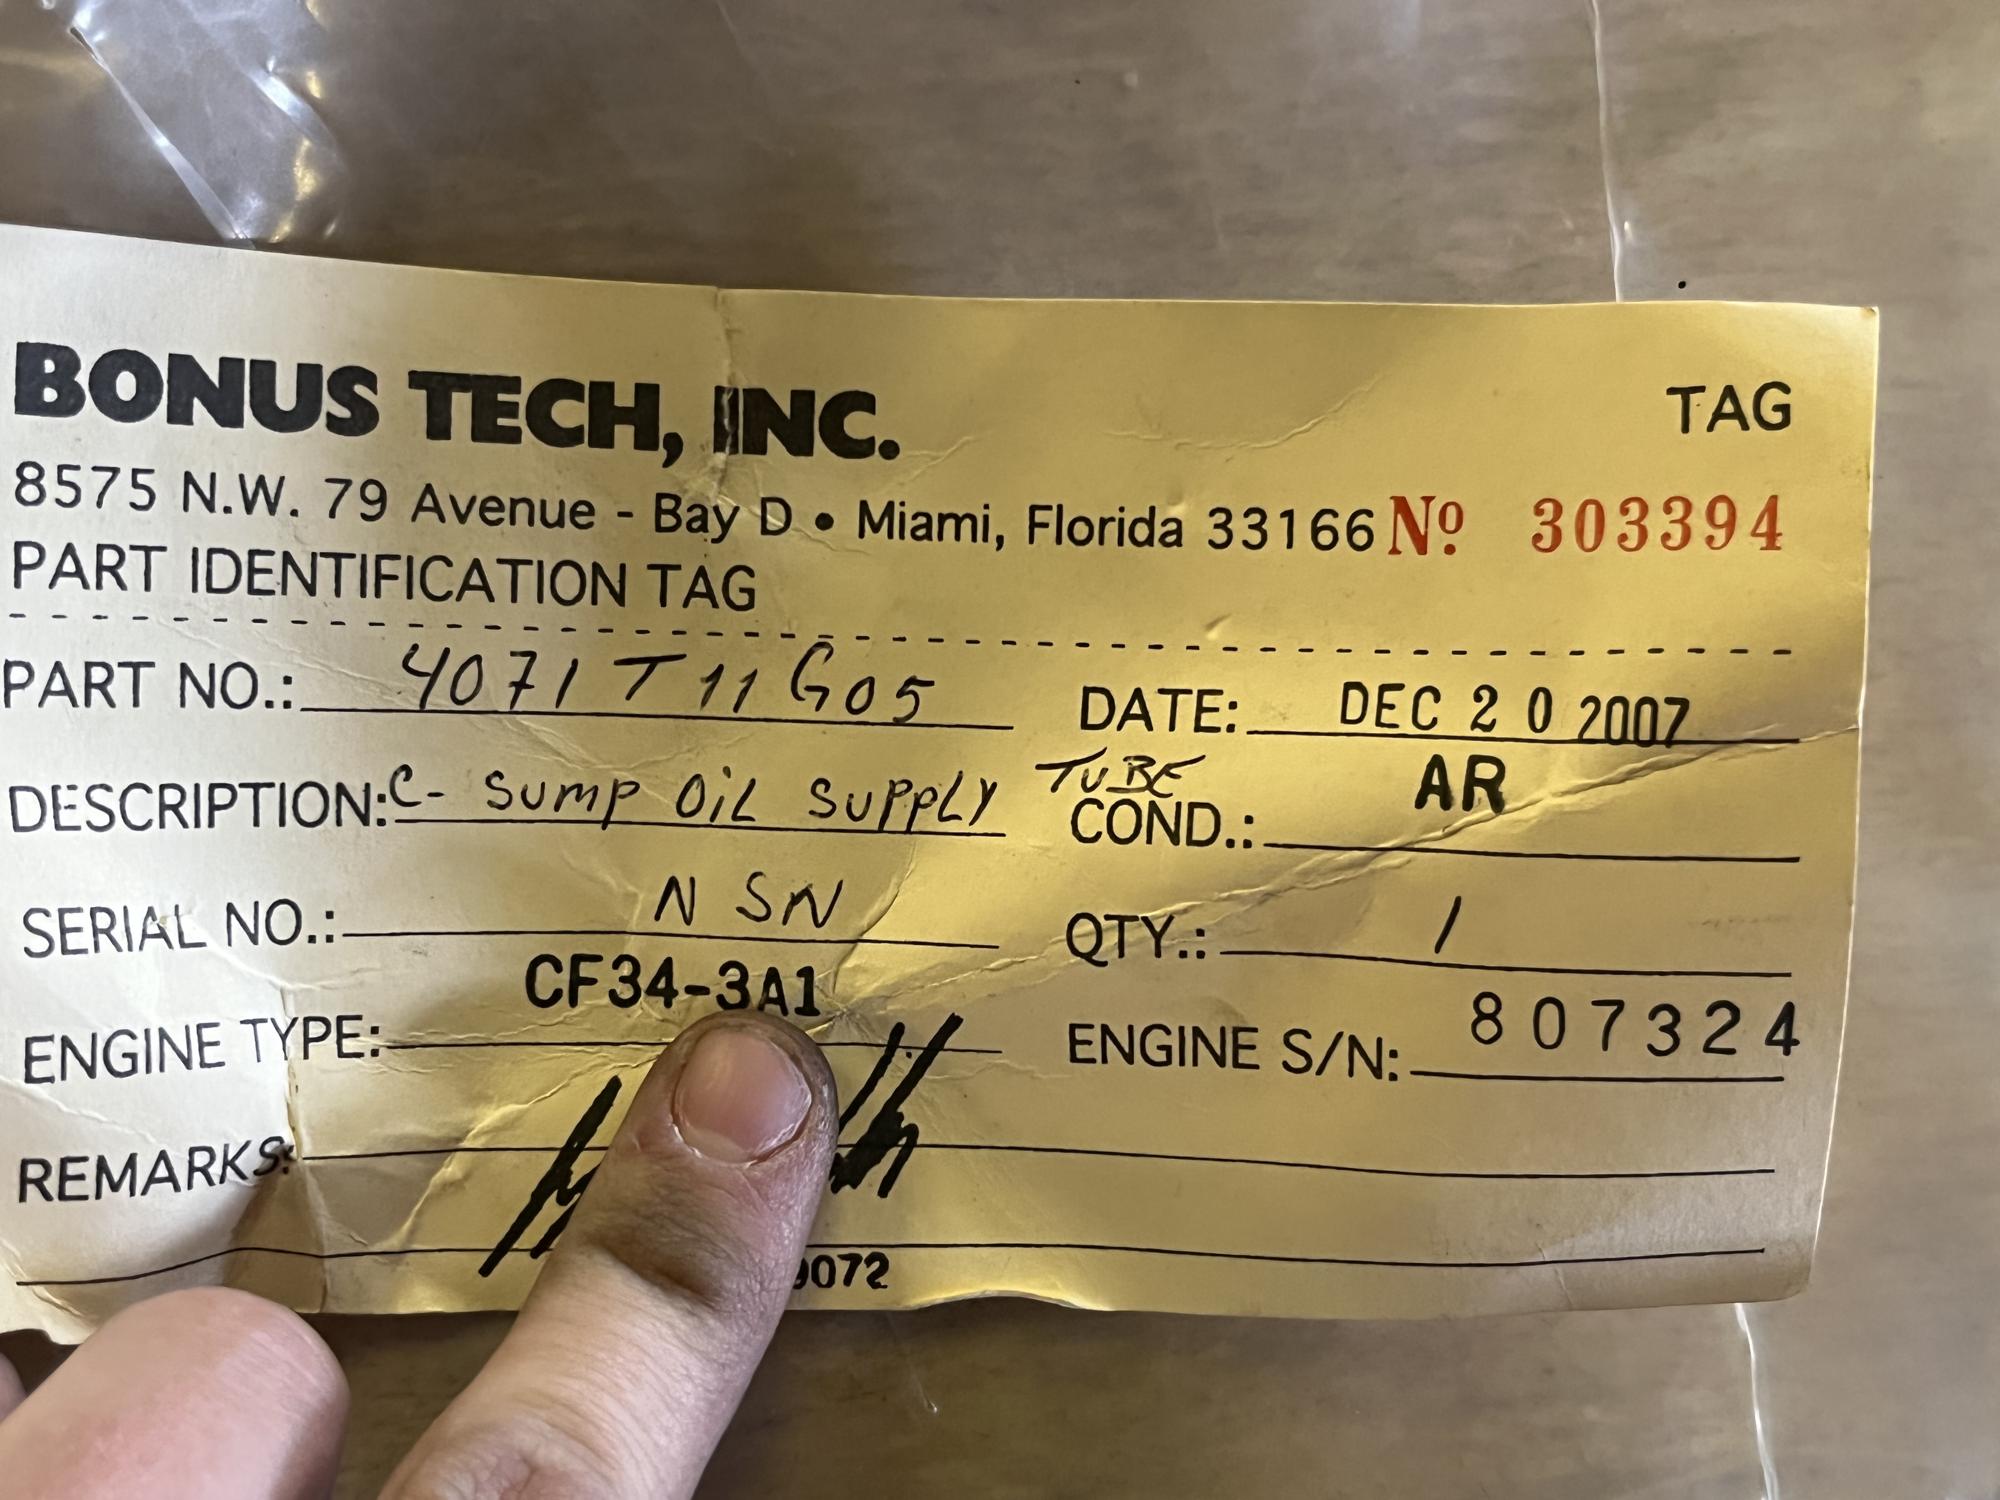 BONUS TECH, INC.
TAG
8575 N.W. 79 Avenue - Bay D • Miami, Florida 33166 Nº 303394
PART IDENTIFICATION TAG
PART NO.: 4071T11G05 DATE: DEC 20 2007
DESCRIPTION: C- SUMP OIL SUPPLY TUBE
COND.: AR
SERIAL NO.: NSN QTY.: 1
ENGINE TYPE: CF34-3A1 ENGINE S/N: 807324
REMARKS:
9072